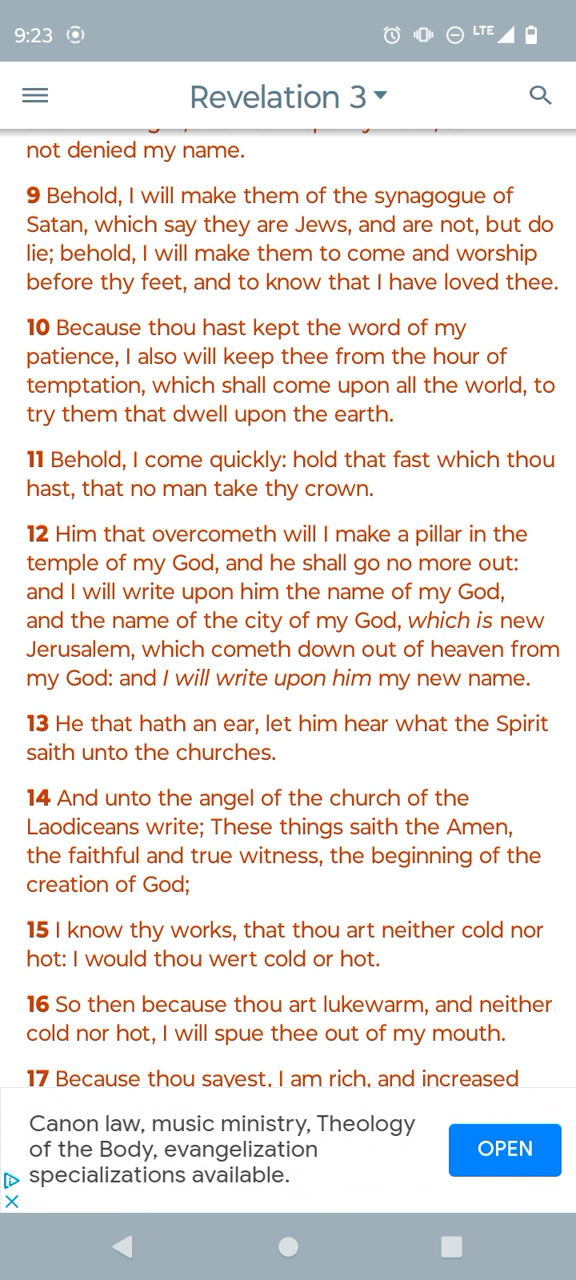 9:23
LTE
Revelation 3
not denied my name.
9 Behold, I will make them of the synagogue of
Satan, which say they are Jews, and are not, but do
lie; behold, I will make them to come and worship
before thy feet, and to know that I have loved thee.
10 Because thou hast kept the word of my
patience, I also will keep thee from the hour of
temptation, which shall come upon all the world, to
try them that dwell upon the earth.
11 Behold, I come quickly: hold that fast which thou
hast, that no man take thy crown.
12 Him that overcometh will I make a pillar in the
temple of my God, and he shall go no more out:
and I will write upon him the name of my God,
and the name of the city of my God, which is new
Jerusalem, which cometh down out of heaven from
my God: and I will write upon him my new name.
13 He that hath an ear, let him hear what the Spirit
saith unto the churches.
14 And unto the angel of the church of the
Laodiceans write; These things saith the Amen,
the faithful and true witness, the beginning of the
creation of God;
15 I know thy works, that thou art neither cold nor
hot: I would thou wert cold or hot.
16 So then because thou art lukewarm, and neither
cold nor hot, I will spue thee out of my mouth.
17 Because thou sayest, I am rich, and increased
Canon law, music ministry, Theology
of the Body, evangelization
specializations available.
OPEN